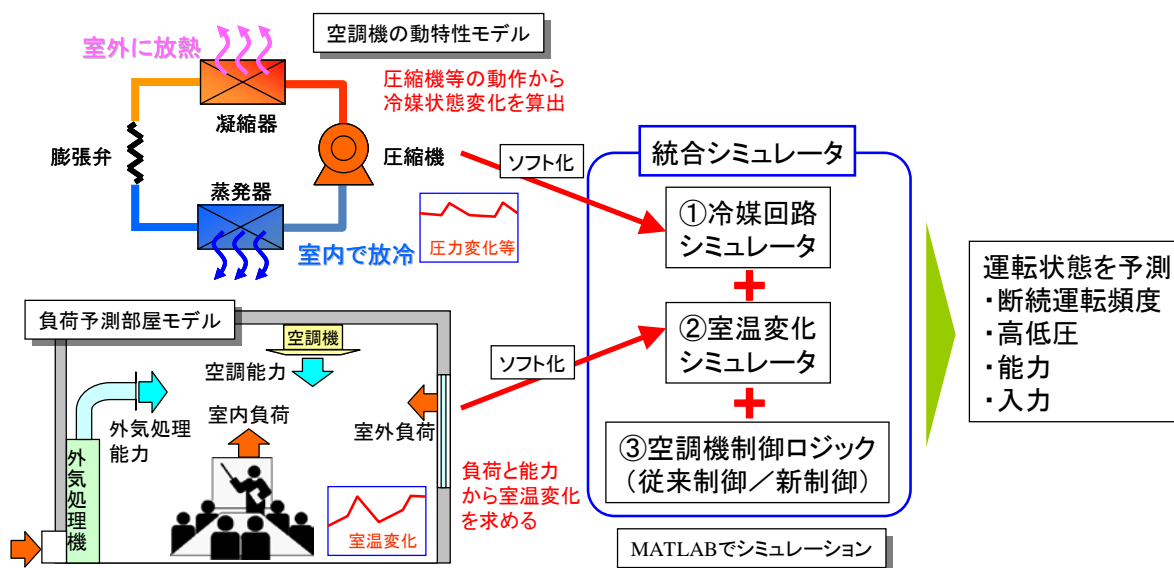 空調機の動特性モデル
室外に放熱
圧縮機等の動作から
冷媒状態変化を算出
凝縮器
膨張弁
圧縮機
蒸発器
室内で放冷
圧力変化等
ソフト化
負荷予測部屋モデル
空調機
空調能力
外気処理
能力
室内負荷
室外負荷
外気処理機
室温変化
負荷と能力
から室温変化
を求める
ソフト化
統合シミュレータ
①冷媒回路
シミュレータ
②室温変化
シミュレータ
③空調機制御ロジック
（従来制御／新制御）
MATLABでシミュレーション
運転状態を予測
・断続運転頻度
・高低圧
・能力
・入力